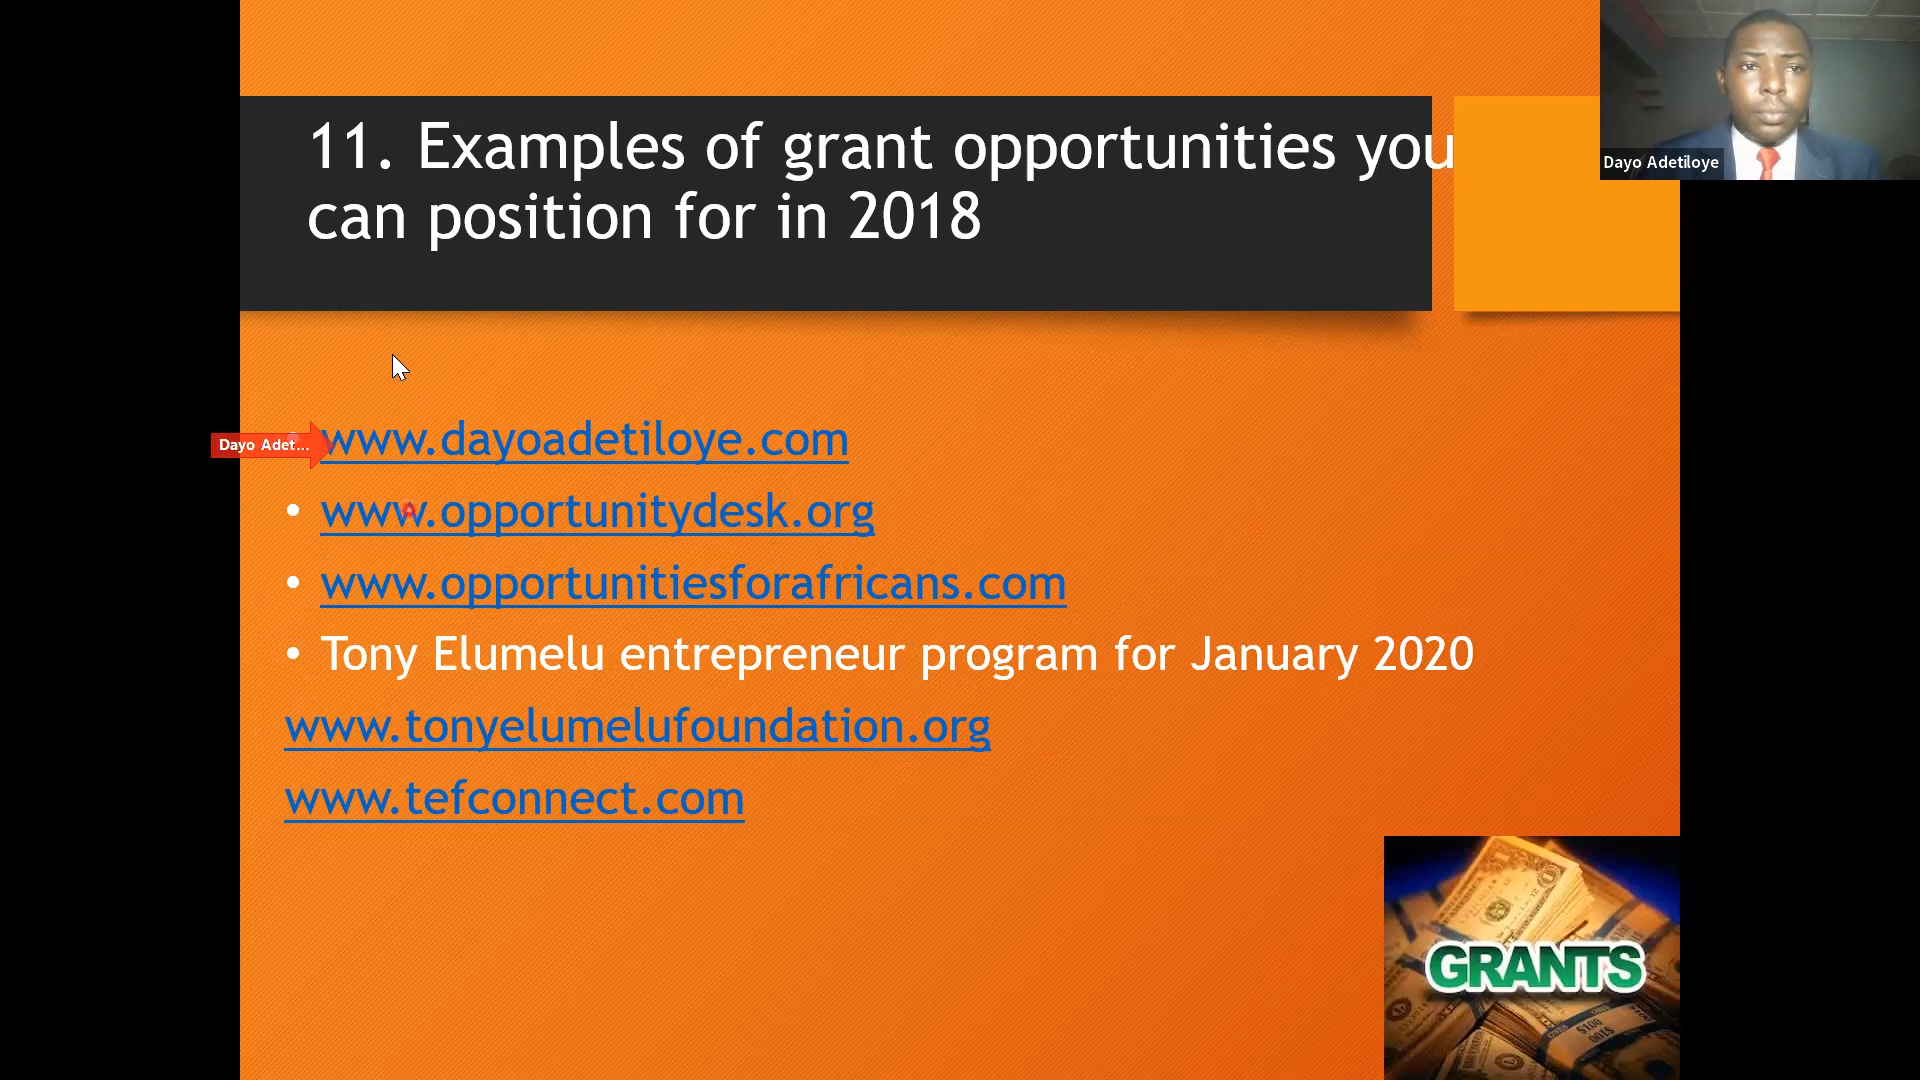 11. Examples of grant opportunities you
can position for in 2018
Dayo Adetiloye
Dayo Adet...
www.dayoadetiloye.com
• www.opportunitydesk.org
• www.opportunitiesforafricans.com
• Tony Elumelu entrepreneur program for January 2020
www.tonyelumelufoundation.org
www.tefconnect.com
GRANTS
$100